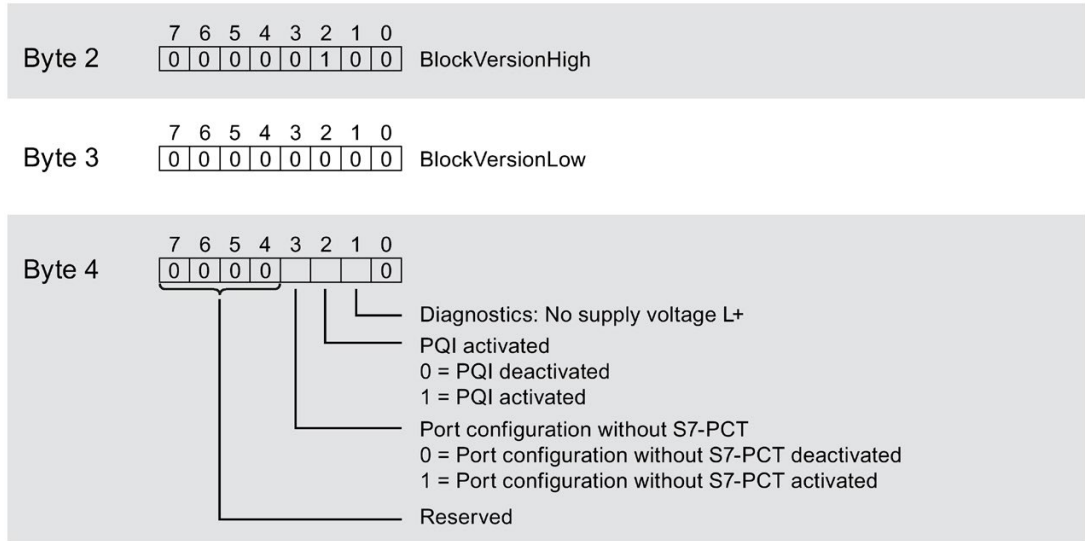 7 6 5 4 3 2 1 0
Byte 2 0 0 0 0 0 1 0 0 BlockVersionHigh
7 6 5 4 3 2 1 0
Byte 3 0 0 0 0 0 0 0 0 BlockVersionLow
7 6 5 4 3 2 1 0
Byte 4 0 0 0 0 0
Diagnostics: No supply voltage L+
PQI activated
0 = PQI deactivated
1 = PQI activated
Port configuration without S7-PCT
0 = Port configuration without S7-PCT deactivated
1 = Port configuration without S7-PCT activated
Reserved